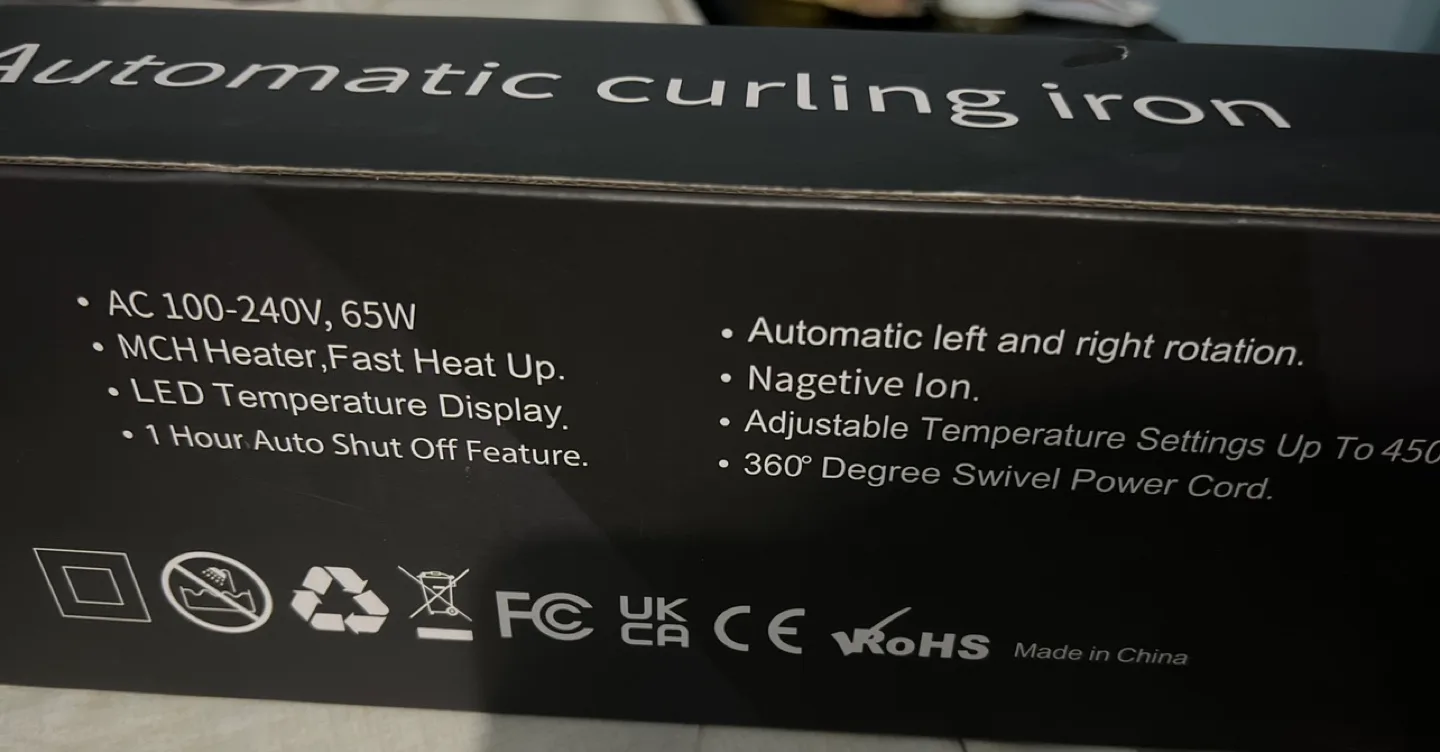 Automatic curling iron
• AC 100-240V, 65W
• MCH Heater,Fast Heat Up.
• LED Temperature Display.
• 1 Hour Auto Shut Off Feature.
• Automatic left and right rotation.
• Nagetive Ion.
• Adjustable Temperature Settings Up To 450
• 360° Degree Swivel Power Cord.
FC UK CA CE RoHS Made in China